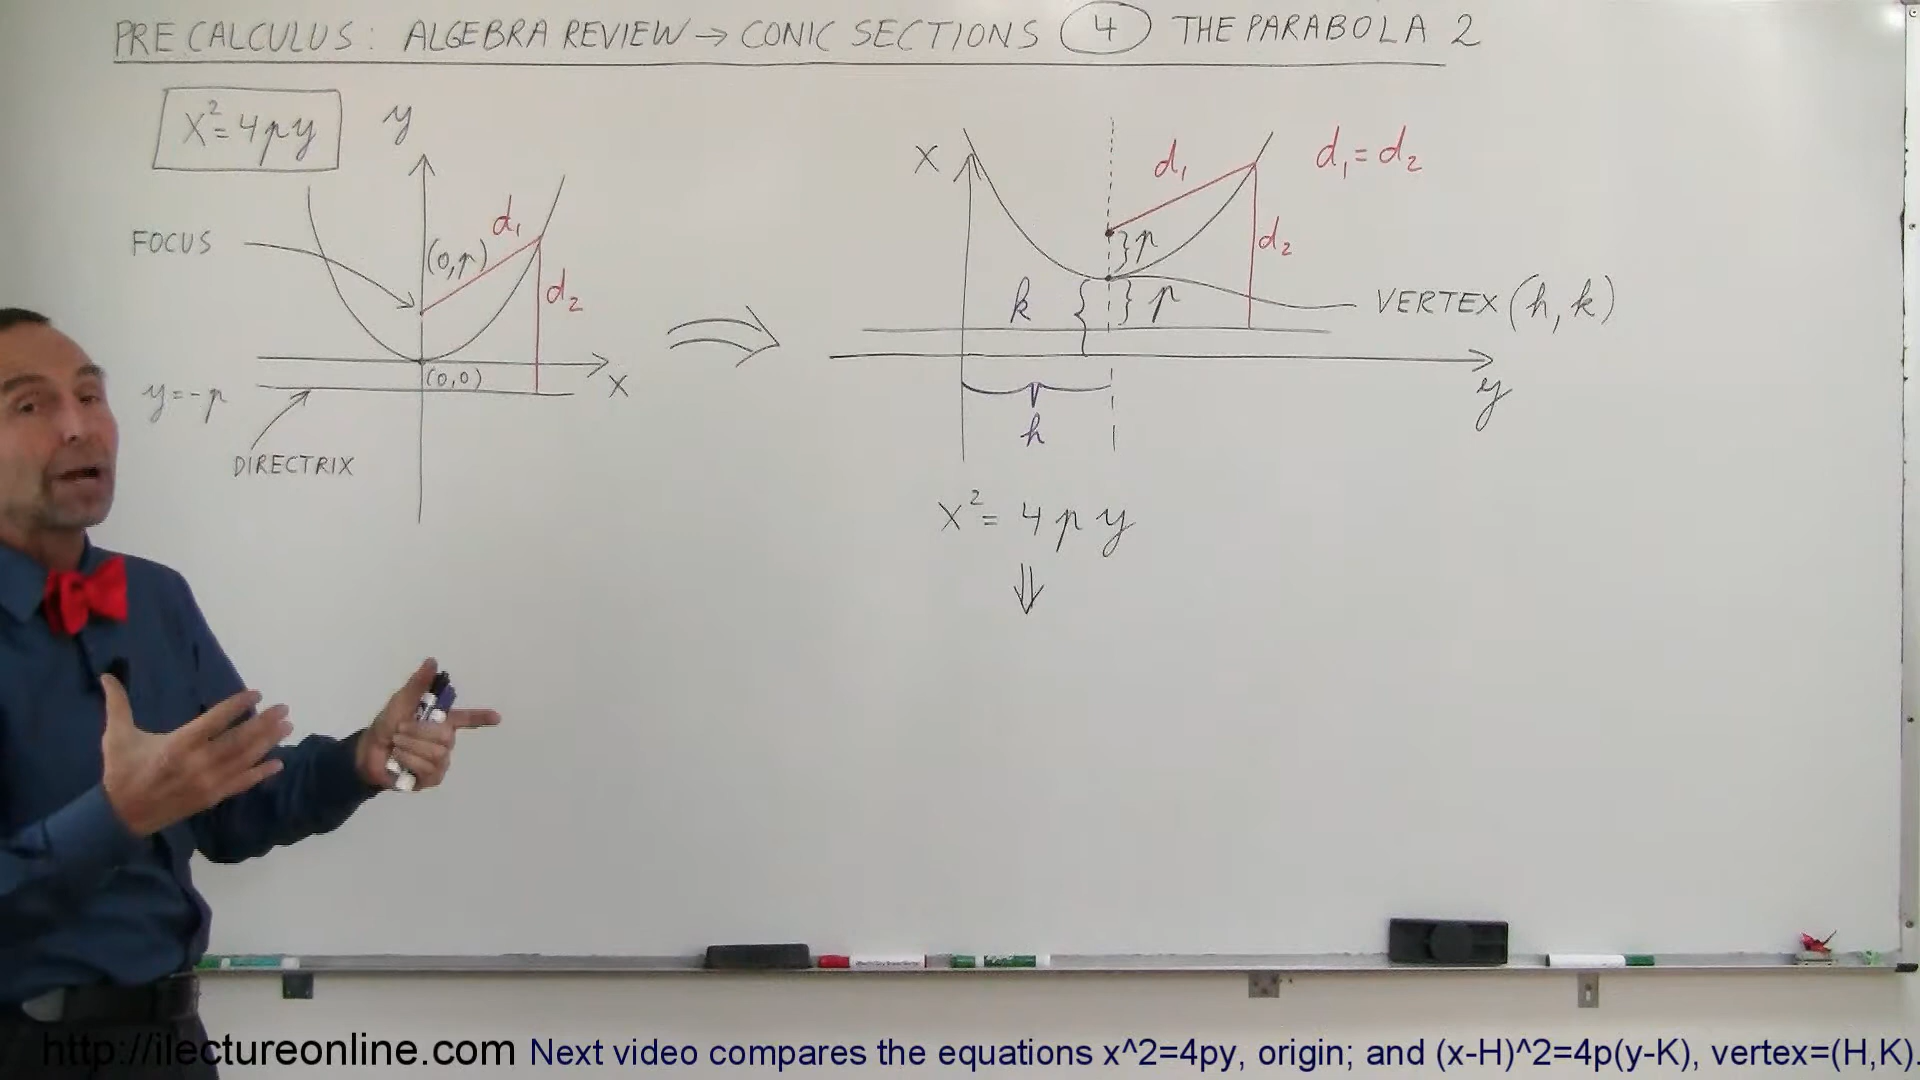 PRE CALCULUS: ALGEBRA REVIEW → CONIC SECTIONS 4 THE PARABOLA 2
x² = 4py
y
FOCUS
(0,p)
d₁
d₂
(0,0)
x
y = -p
DIRECTRIX
x
d₁
d₁ = d₂
} p
d₂
k { } p
VERTEX (h, k)
y
h
x² = 4py
⇓
http://ilectureonline.com Next video compares the equations x^2=4py, origin; and (x-H)^2=4p(y-K), vertex=(H,K).